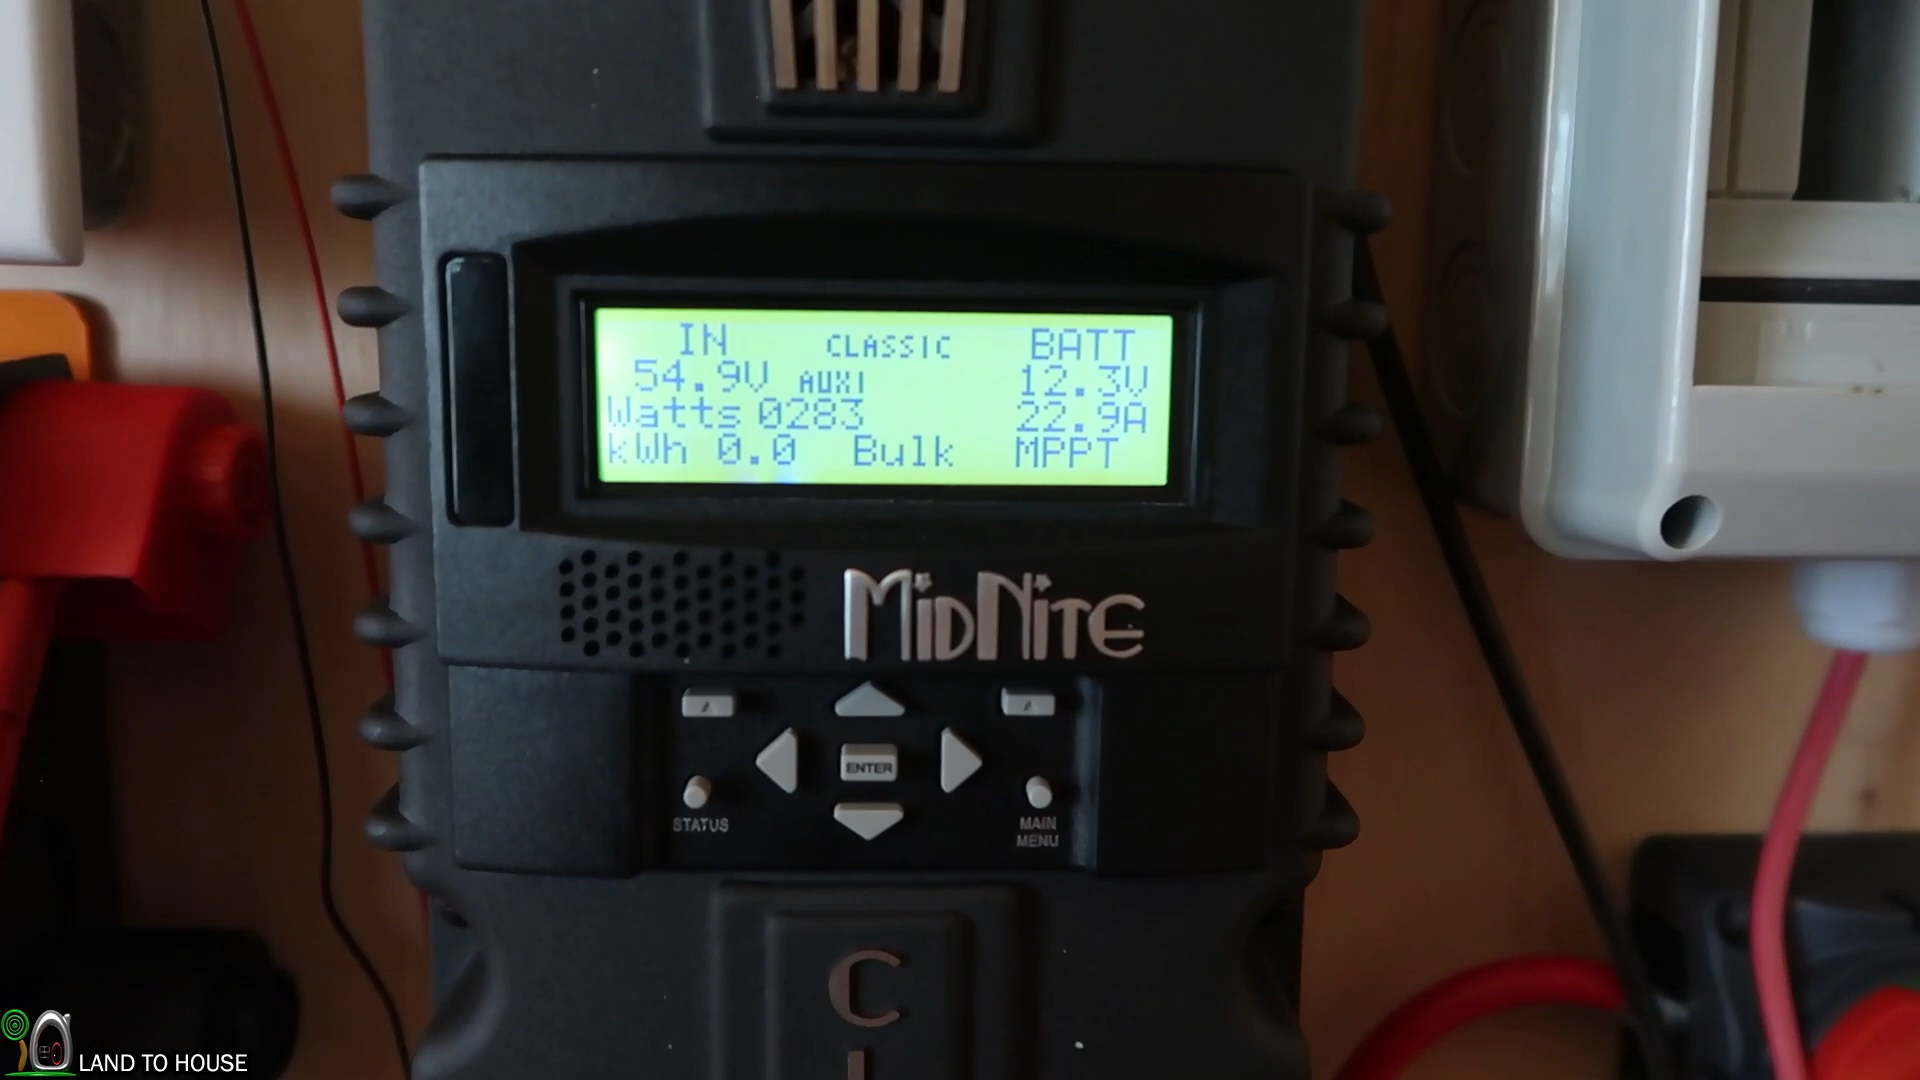 IN CLASSIC BATT
54.9V AUX1 12.3V
Watts 0283 22.9A
kWh 0.0 Bulk MPPT
MIDNITE
ENTER
STATUS
MAIN
MENU
C
LAND TO HOUSE